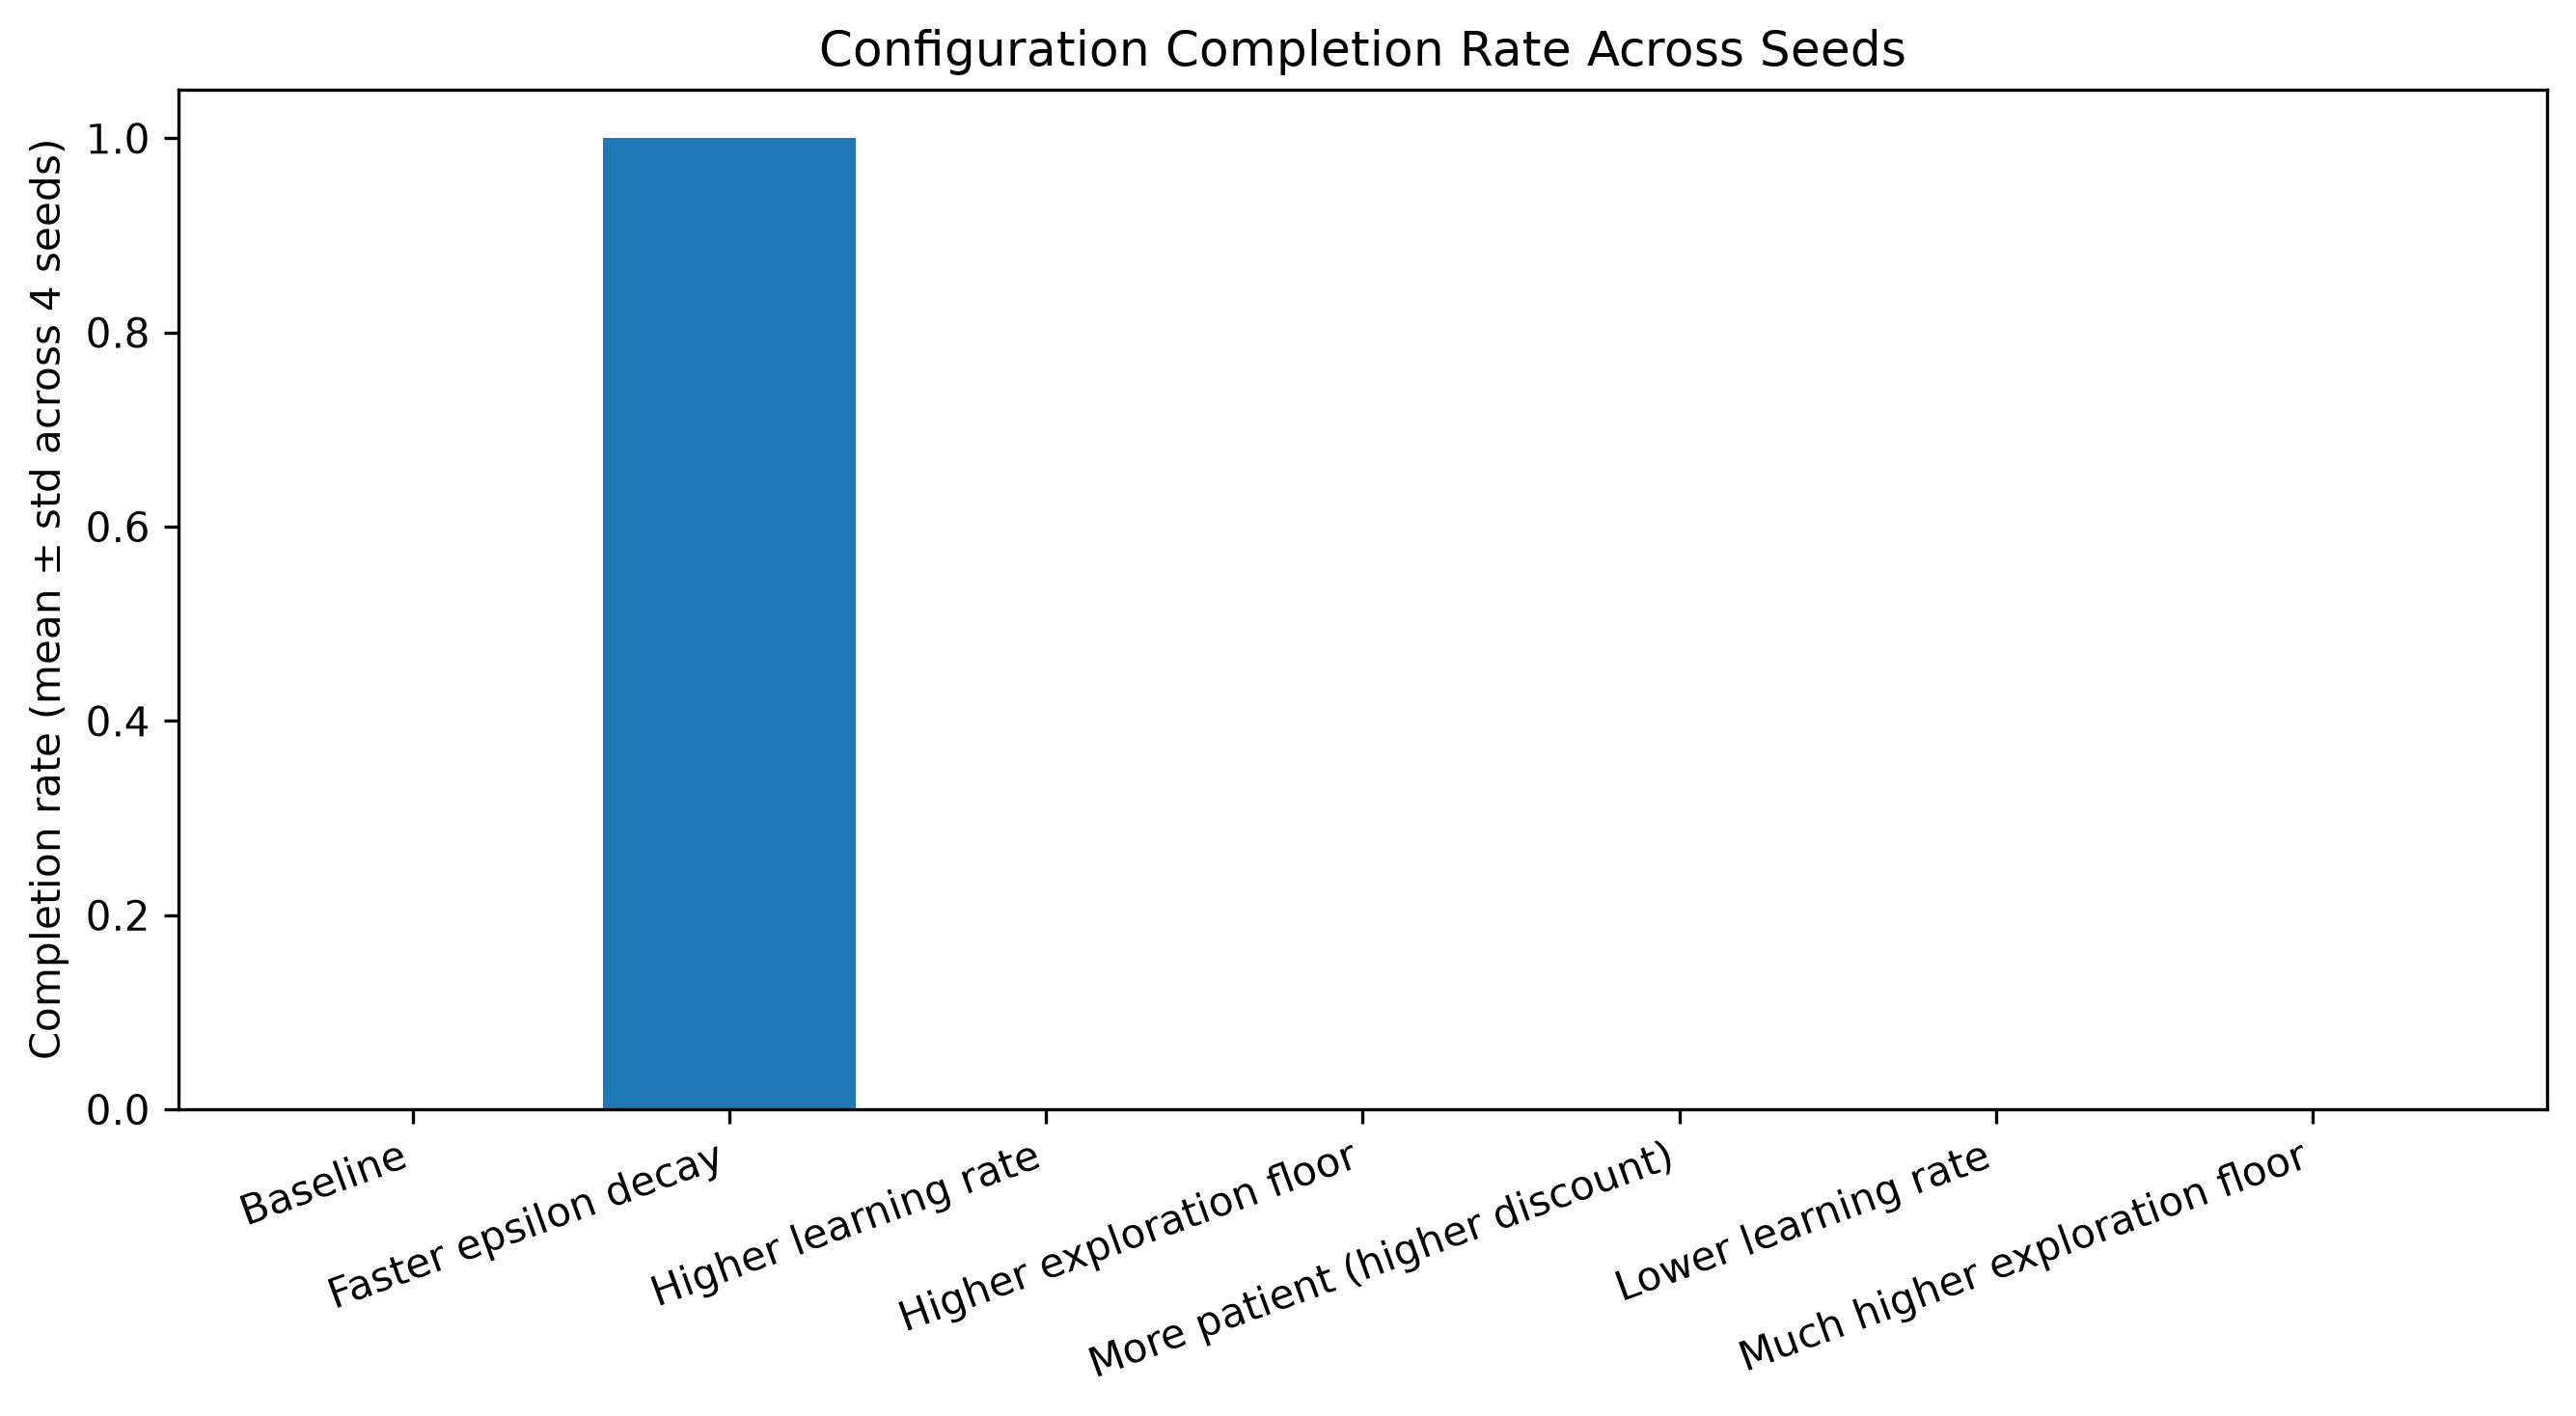 Configuration Completion Rate Across Seeds
Completion rate (mean ± std across 4 seeds)
1.0
0.8
0.6
0.4
0.2
0.0
Baseline
Faster epsilon decay
Higher learning rate
Higher exploration floor
More patient (higher discount)
Lower learning rate
Much higher exploration floor